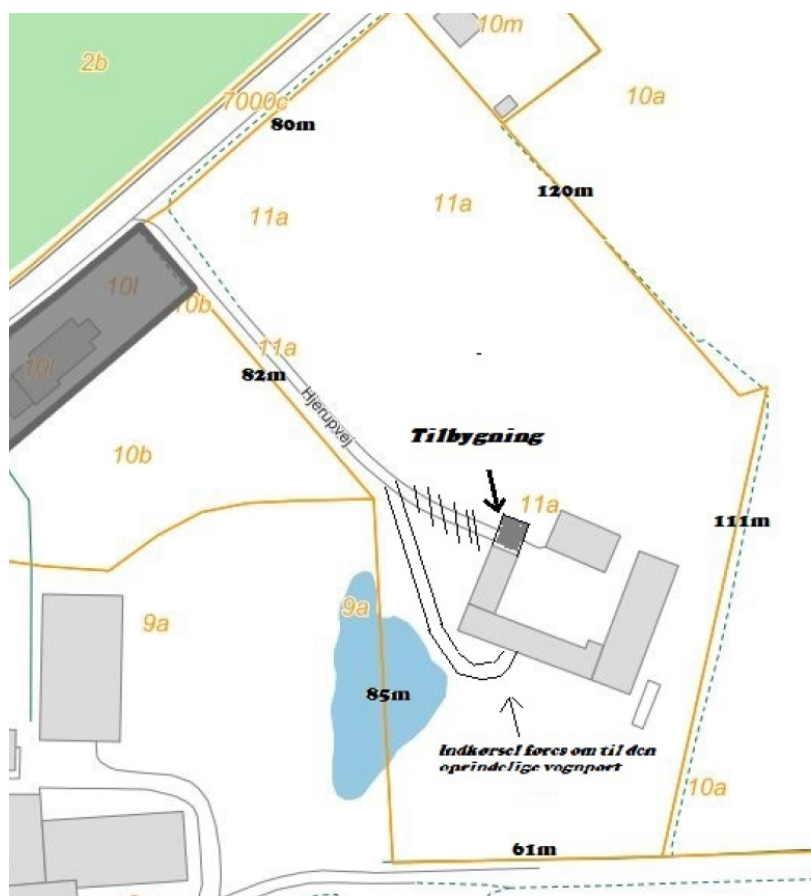 10m
2b
10a
7000c
80m
120m
11a
11a
10l
10b
11a
10l
82m
Hjerupvej
Tilbygning
10b
11a
111m
9a
9a
85m
Indkørsel føres om til den
oprindelige vognport
10a
61m